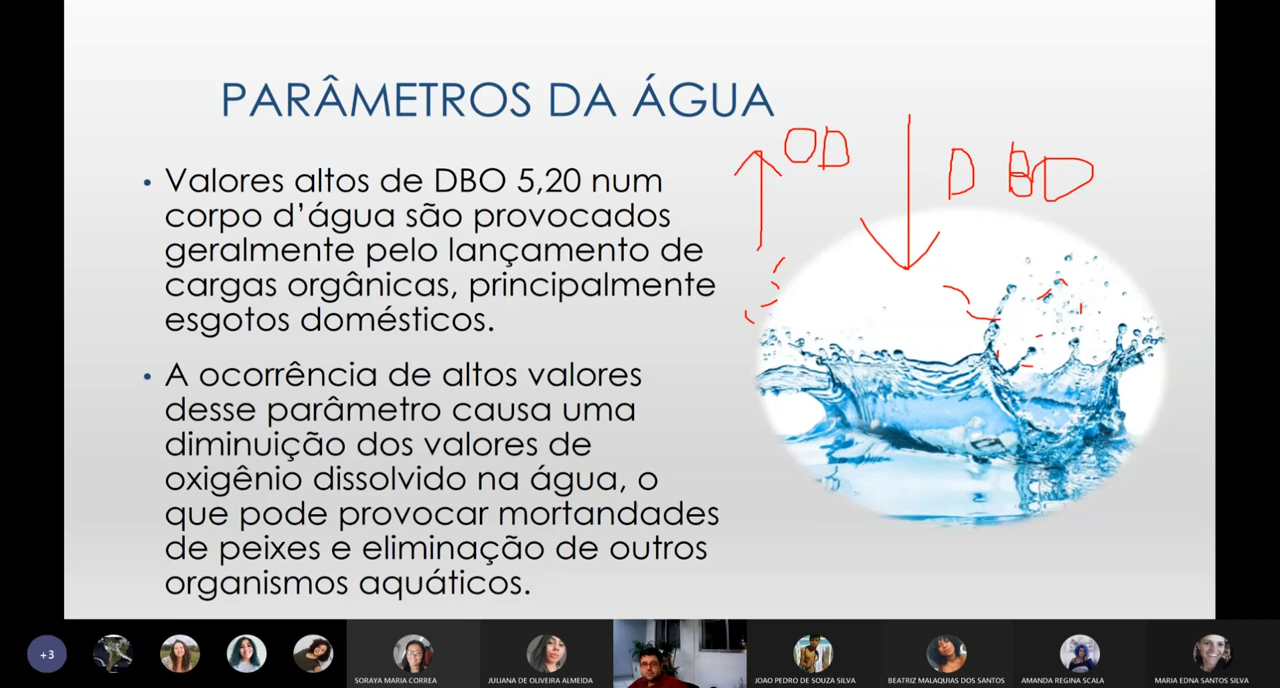 PARÂMETROS DA ÁGUA
• Valores altos de DBO 5,20 num
corpo d’água são provocados
geralmente pelo lançamento de
cargas orgânicas, principalmente
esgotos domésticos.
• A ocorrência de altos valores
desse parâmetro causa uma
diminuição dos valores de
oxigênio dissolvido na água, o
que pode provocar mortandades
de peixes e eliminação de outros
organismos aquáticos.
OD
DBO
+3
SORAYA MARIA CORREA
JULIANA DE OLIVEIRA ALMEIDA
JOAO PEDRO DE SOUZA SILVA
BEATRIZ MALAQUIAS DOS SANTOS
AMANDA REGINA SCALA
MARIA EDNA SANTOS SILVA